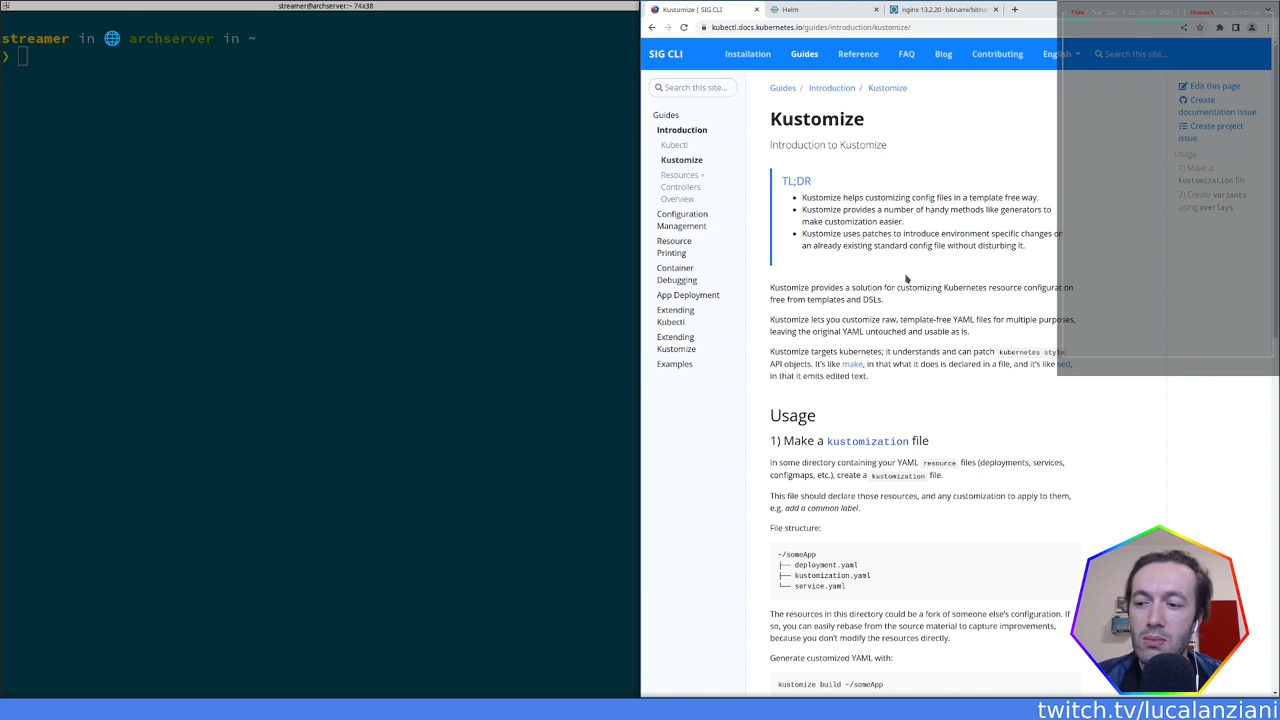 streamer@archserver:~ 74x38
streamer in 🌐 archserver in ~
❯
Kustomize | SIG CLI
Helm
nginx 13.2.20 · bitnami/bitna
kubectl.docs.kubernetes.io/guides/introduction/kustomize/
SIG CLI
Installation
Guides
Reference
FAQ
Blog
Contributing
English
Search this site…
Search this site…
Guides
Introduction
Kubectl
Kustomize
Resources +
Controllers
Overview
Configuration
Management
Resource
Printing
Container
Debugging
App Deployment
Extending
Kubectl
Extending
Kustomize
Examples
Guides / Introduction / Kustomize
Kustomize
Introduction to Kustomize
TL;DR
Kustomize helps customizing config files in a template free way.
Kustomize provides a number of handy methods like generators to
make customization easier.
Kustomize uses patches to introduce environment specific changes on
an already existing standard config file without disturbing it.
Kustomize provides a solution for customizing Kubernetes resource configuration
free from templates and DSLs.
Kustomize lets you customize raw, template-free YAML files for multiple purposes,
leaving the original YAML untouched and usable as is.
Kustomize targets kubernetes; it understands and can patch kubernetes style
API objects. It's like make, in that what it does is declared in a file, and it's like sed,
in that it emits edited text.
Usage
1) Make a kustomization file
In some directory containing your YAML resource files (deployments, services,
configmaps, etc.), create a kustomization file.
This file should declare those resources, and any customization to apply to them,
e.g. add a common label.
File structure:
~/someApp
├── deployment.yaml
├── kustomization.yaml
└── service.yaml
The resources in this directory could be a fork of someone else's configuration. If
so, you can easily rebase from the source material to capture improvements,
because you don't modify the resources directly.
Generate customized YAML with:
kustomize build ~/someApp
Edit this page
Create
documentation issue
Create project
issue
Usage
1) Make a
kustomization file
2) Create variants
using overlays
twitch.tv/lucalanziani